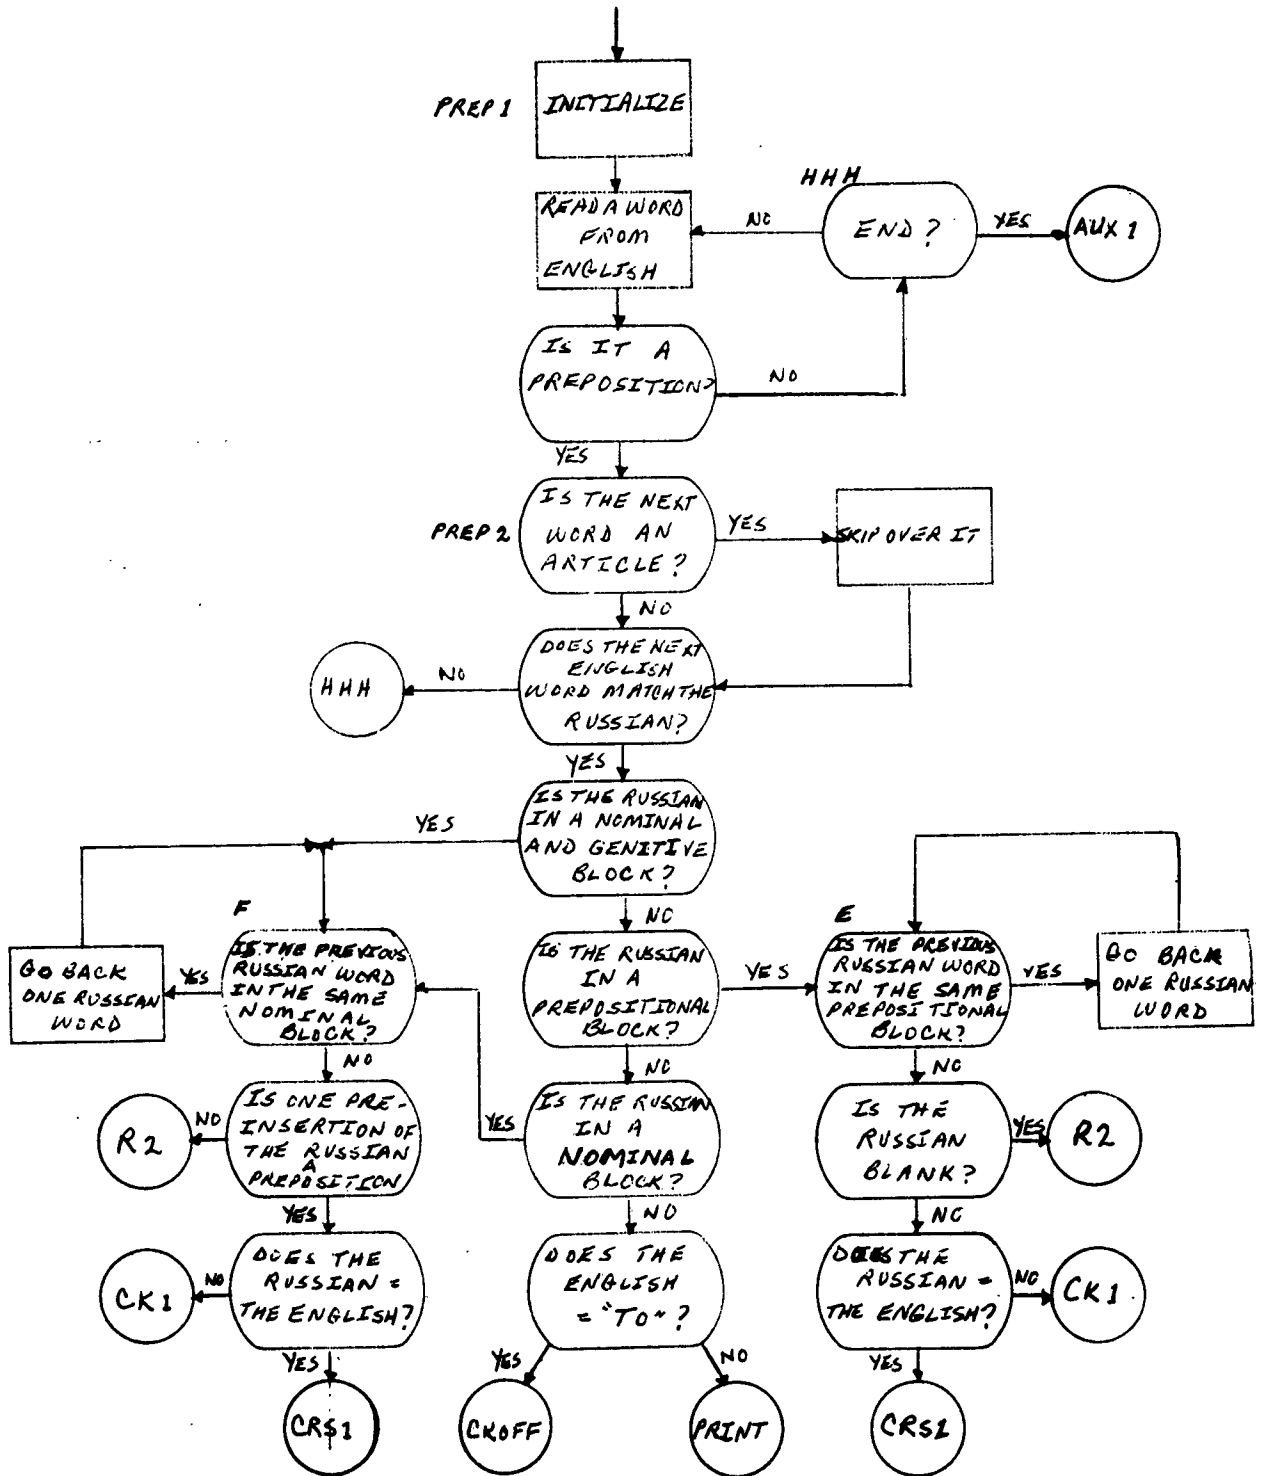 PREP 1
INITIALIZE
HHH
READ A WORD
FROM
ENGLISH
NO
END?
YES
AUX 1
IS IT A
PREPOSITION?
NO
YES
PREP 2
IS THE NEXT
WORD AN
ARTICLE?
YES
SKIP OVER IT
NO
HHH
NO
DOES THE NEXT
ENGLISH
WORD MATCH THE
RUSSIAN?
YES
IS THE RUSSIAN
IN A NOMINAL
AND GENITIVE
BLOCK?
YES
NO
F
GO BACK
ONE RUSSIAN
WORD
YES
IS THE PREVIOUS
RUSSIAN WORD
IN THE SAME
NOMINAL
BLOCK?
NO
IS THE RUSSIAN
IN A
PREPOSITIONAL
BLOCK?
YES
NO
E
IS THE PREVIOUS
RUSSIAN WORD
IN THE SAME
PREPOSITIONAL
BLOCK?
YES
GO BACK
ONE RUSSIAN
WORD
NO
R2
NO
IS ONE PRE-
INSERTION OF
THE RUSSIAN
A
PREPOSITION
YES
YES
IS THE RUSSIAN
IN A
NOMINAL
BLOCK?
NO
IS THE
RUSSIAN
BLANK?
YES
R2
NO
CK1
NO
DOES THE
RUSSIAN =
THE ENGLISH?
YES
CRS1
DOES THE
ENGLISH
= "TO"?
YES
NO
CKOFF
PRINT
DOES THE
RUSSIAN =
THE ENGLISH?
NO
CK1
YES
CRS1